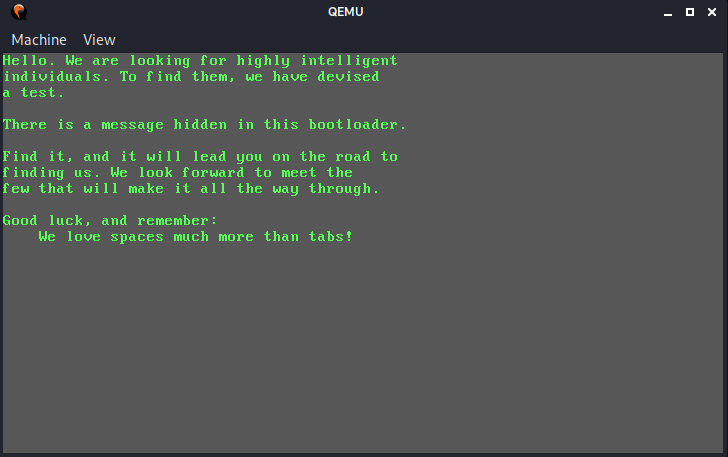 QEMU
Machine View
Hello. We are looking for highly intelligent
individuals. To find them, we have devised
a test.
There is a message hidden in this bootloader.
Find it, and it will lead you on the road to
finding us. We look forward to meet the
few that will make it all the way through.
Good luck, and remember:
We love spaces much more than tabs!